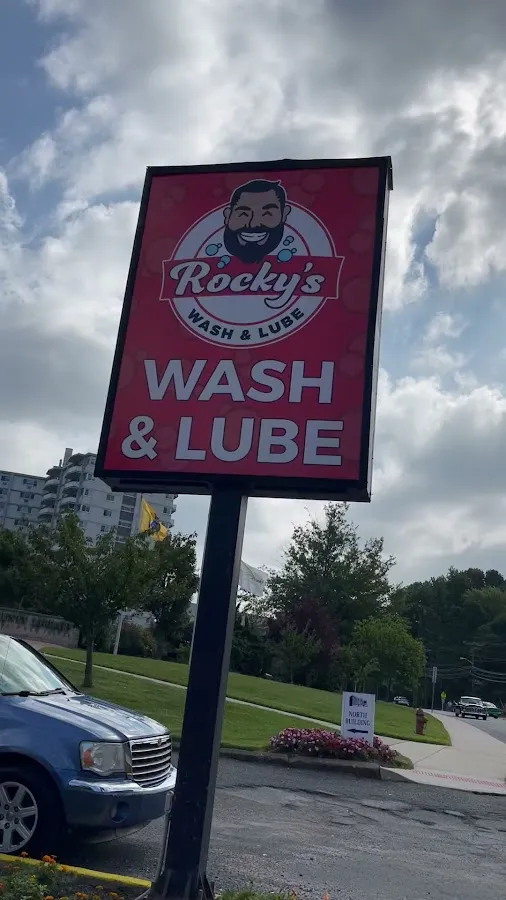 Rocky's
WASH & LUBE
WASH
& LUBE
NORTH
BUILDING